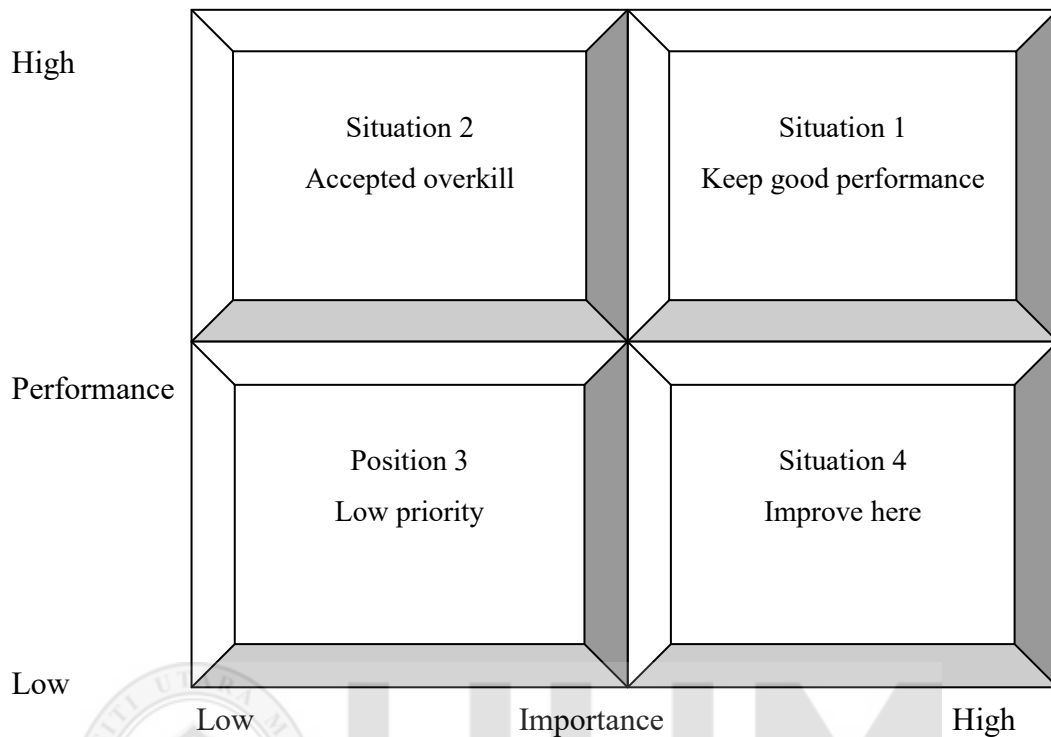 High
Situation 2
Accepted overkill
Situation 1
Keep good performance
Performance
Position 3
Low priority
Situation 4
Improve here
Low
Low
Importance
High